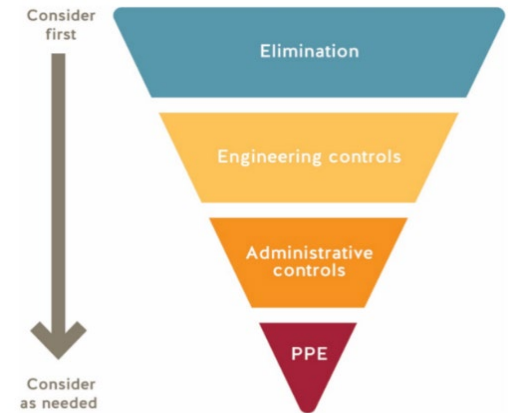 Consider
first
Elimination
Engineering controls
Administrative
controls
PPE
Consider
as needed